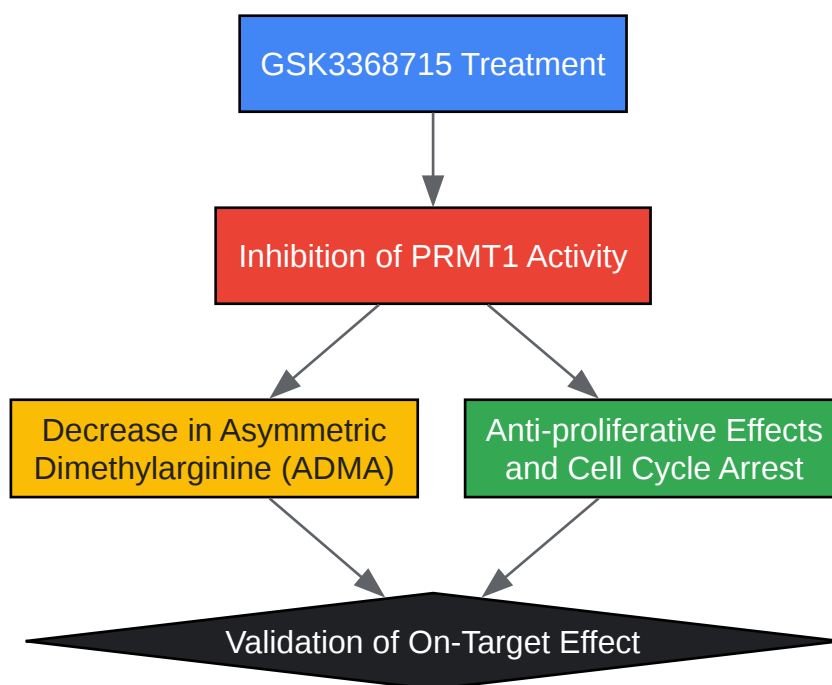 GSK3368715 Treatment
Inhibition of PRMT1 Activity
Decrease in Asymmetric
Dimethylarginine (ADMA)
Anti-proliferative Effects
and Cell Cycle Arrest
Validation of On-Target Effect